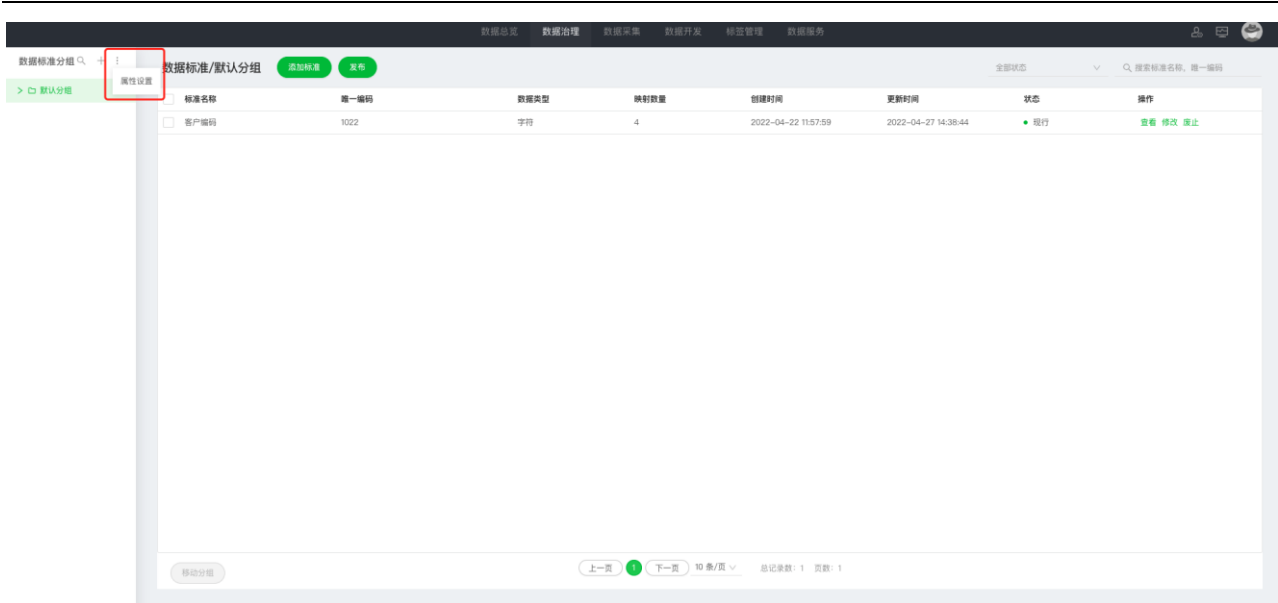 数据总览 数据治理 数据采集 数据开发 标签管理 数据服务
数据标准分组
属性设置
默认分组
数据标准/默认分组 添加标准 发布 全部状态 搜索标准名称，唯一编码
标准名称 唯一编码 数据类型 映射数量 创建时间 更新时间 状态 操作
客户编码 1022 字符 4 2022-04-22 11:57:59 2022-04-27 14:38:44 现行 查看 修改 废止
移动分组 上一页 1 下一页 10 条/页 总记录数：1 页数：1